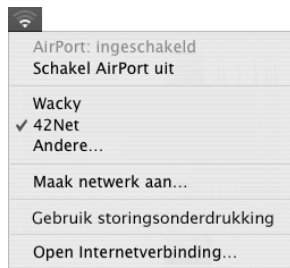 AirPort: ingeschakeld
Schakel AirPort uit
Wacky
✓ 42Net
Andere...
Maak netwerk aan...
Gebruik storingsonderdrukking
Open Internetverbinding...